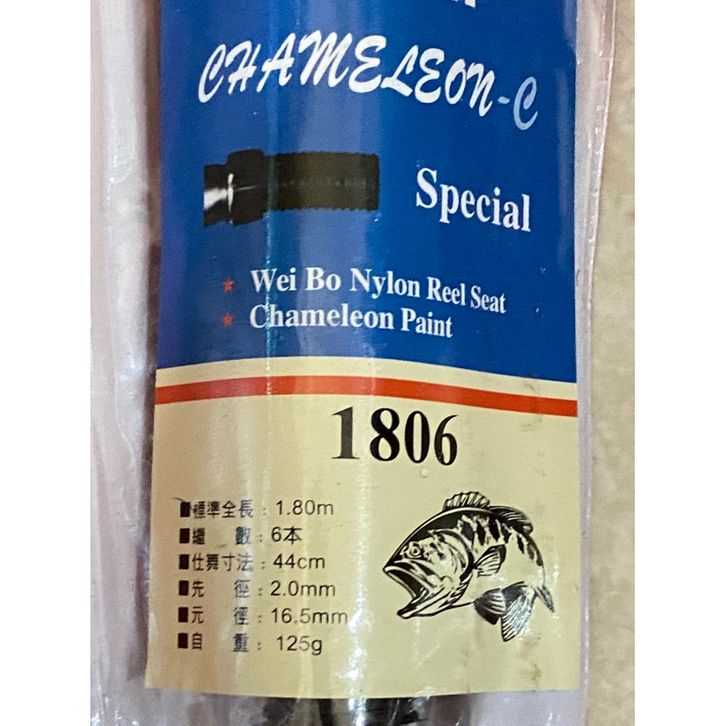 CHAMELEON-C
Special
★ Wei Bo Nylon Reel Seat
★ Chameleon Paint
1806
■標準全長：1.80m
■繼 數：6本
■仕舞寸法：44cm
■先 徑：2.0mm
■元 徑：16.5mm
■自 重：125g